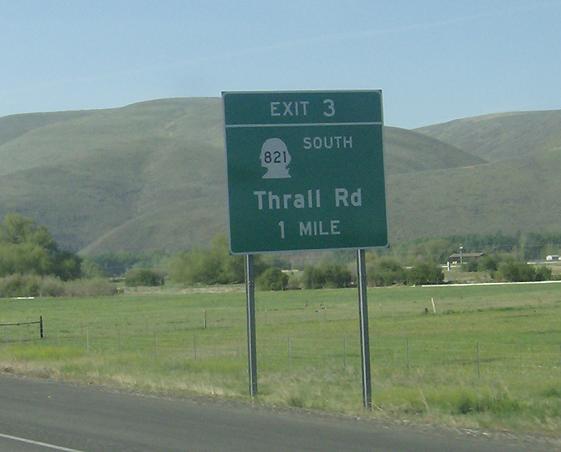 EXIT 3
821 SOUTH
Thrall Rd
1 MILE